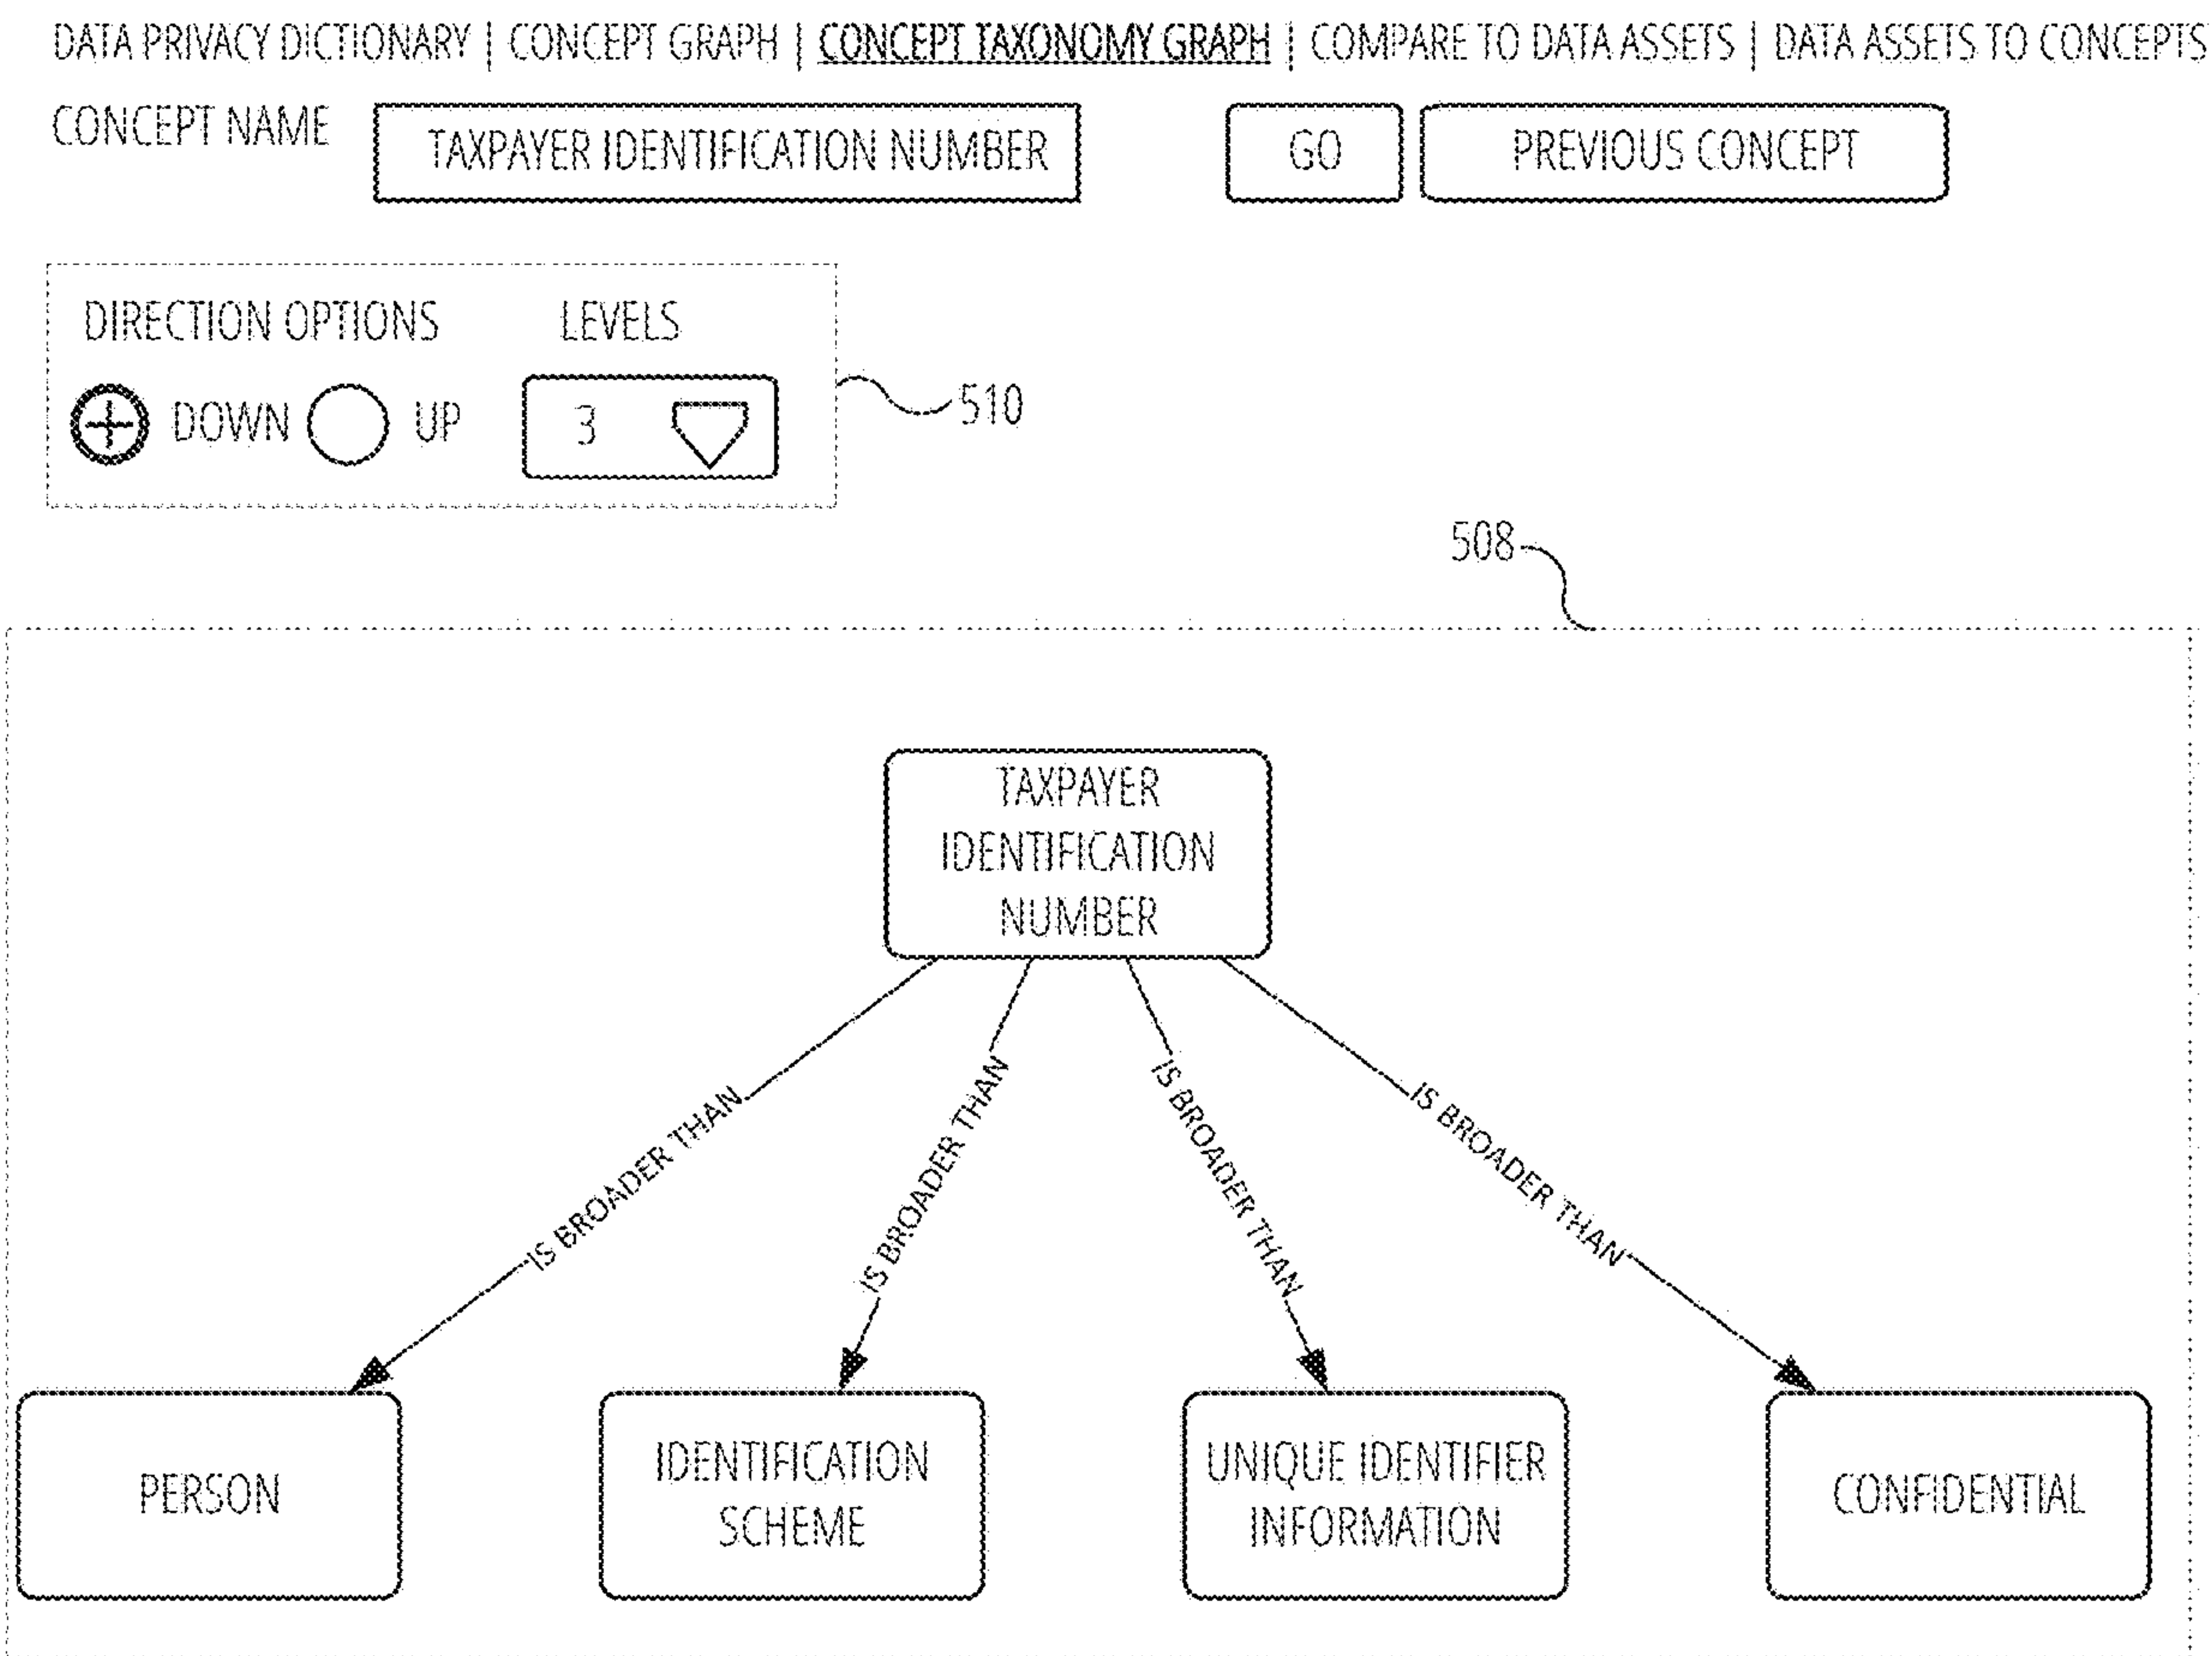 DATA PRIVACY DICTIONARY | CONCEPT GRAPH | CONCEPT TAXONOMY GRAPH | COMPARE TO DATA ASSETS | DATA ASSETS TO CONCEPTS
CONCEPT NAME
TAXPAYER IDENTIFICATION NUMBER
GO
PREVIOUS CONCEPT
DIRECTION OPTIONS
LEVELS
DOWN
UP
3
510
508
TAXPAYER
IDENTIFICATION
NUMBER
IS BROADER THAN
IS BROADER THAN
IS BROADER THAN
IS BROADER THAN
PERSON
IDENTIFICATION
SCHEME
UNIQUE IDENTIFIER
INFORMATION
CONFIDENTIAL